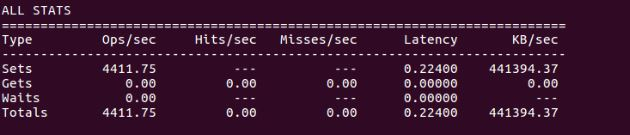 ALL STATS
========================================================================
Type        Ops/sec     Hits/sec   Misses/sec      Latency       KB/sec
------------------------------------------------------------------------
Sets        4411.75          ---          ---      0.22400    441394.37
Gets           0.00         0.00         0.00      0.00000         0.00
Waits          0.00          ---          ---      0.00000          ---
Totals      4411.75         0.00         0.00      0.22400    441394.37